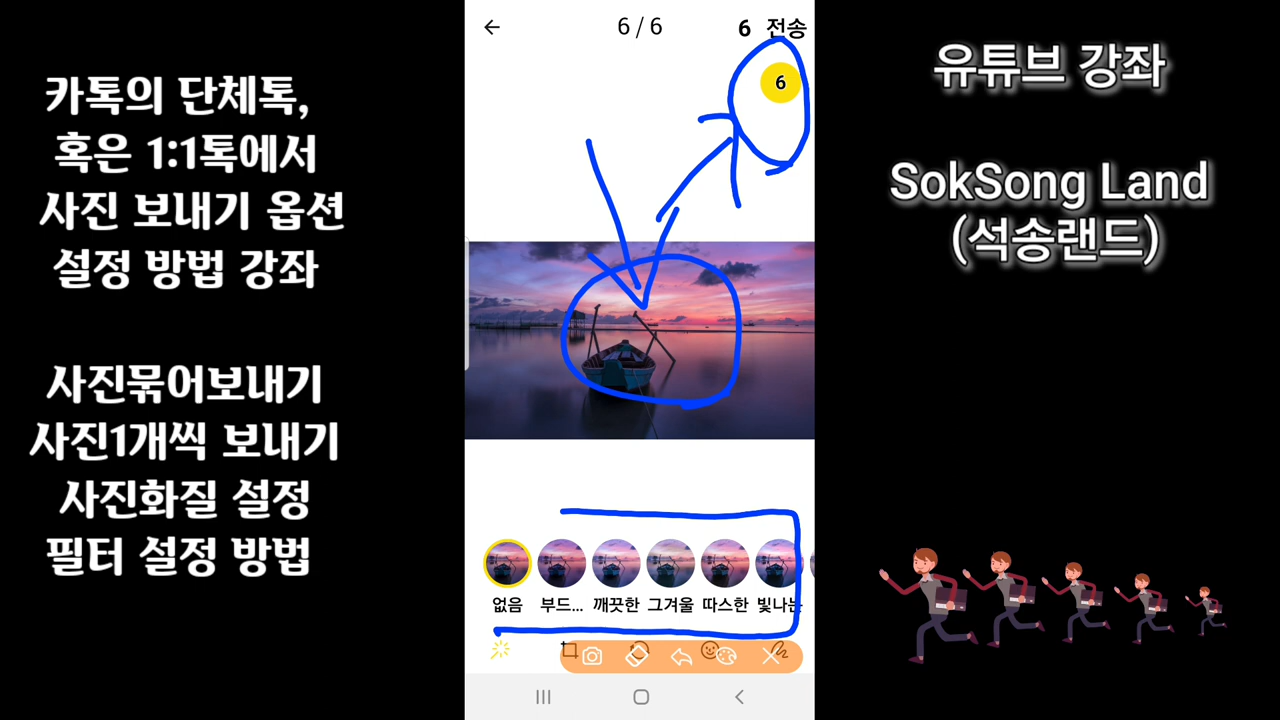 카톡의 단체톡,
혹은 1:1톡에서
사진 보내기 옵션
설정 방법 강좌
사진묶어보내기
사진1개씩 보내기
사진화질 설정
필터 설정 방법
6 / 6
6 전송
6
없음 부드... 깨끗한 그겨울 따스한 빛나는
유튜브 강좌
SokSong Land
(석송랜드)